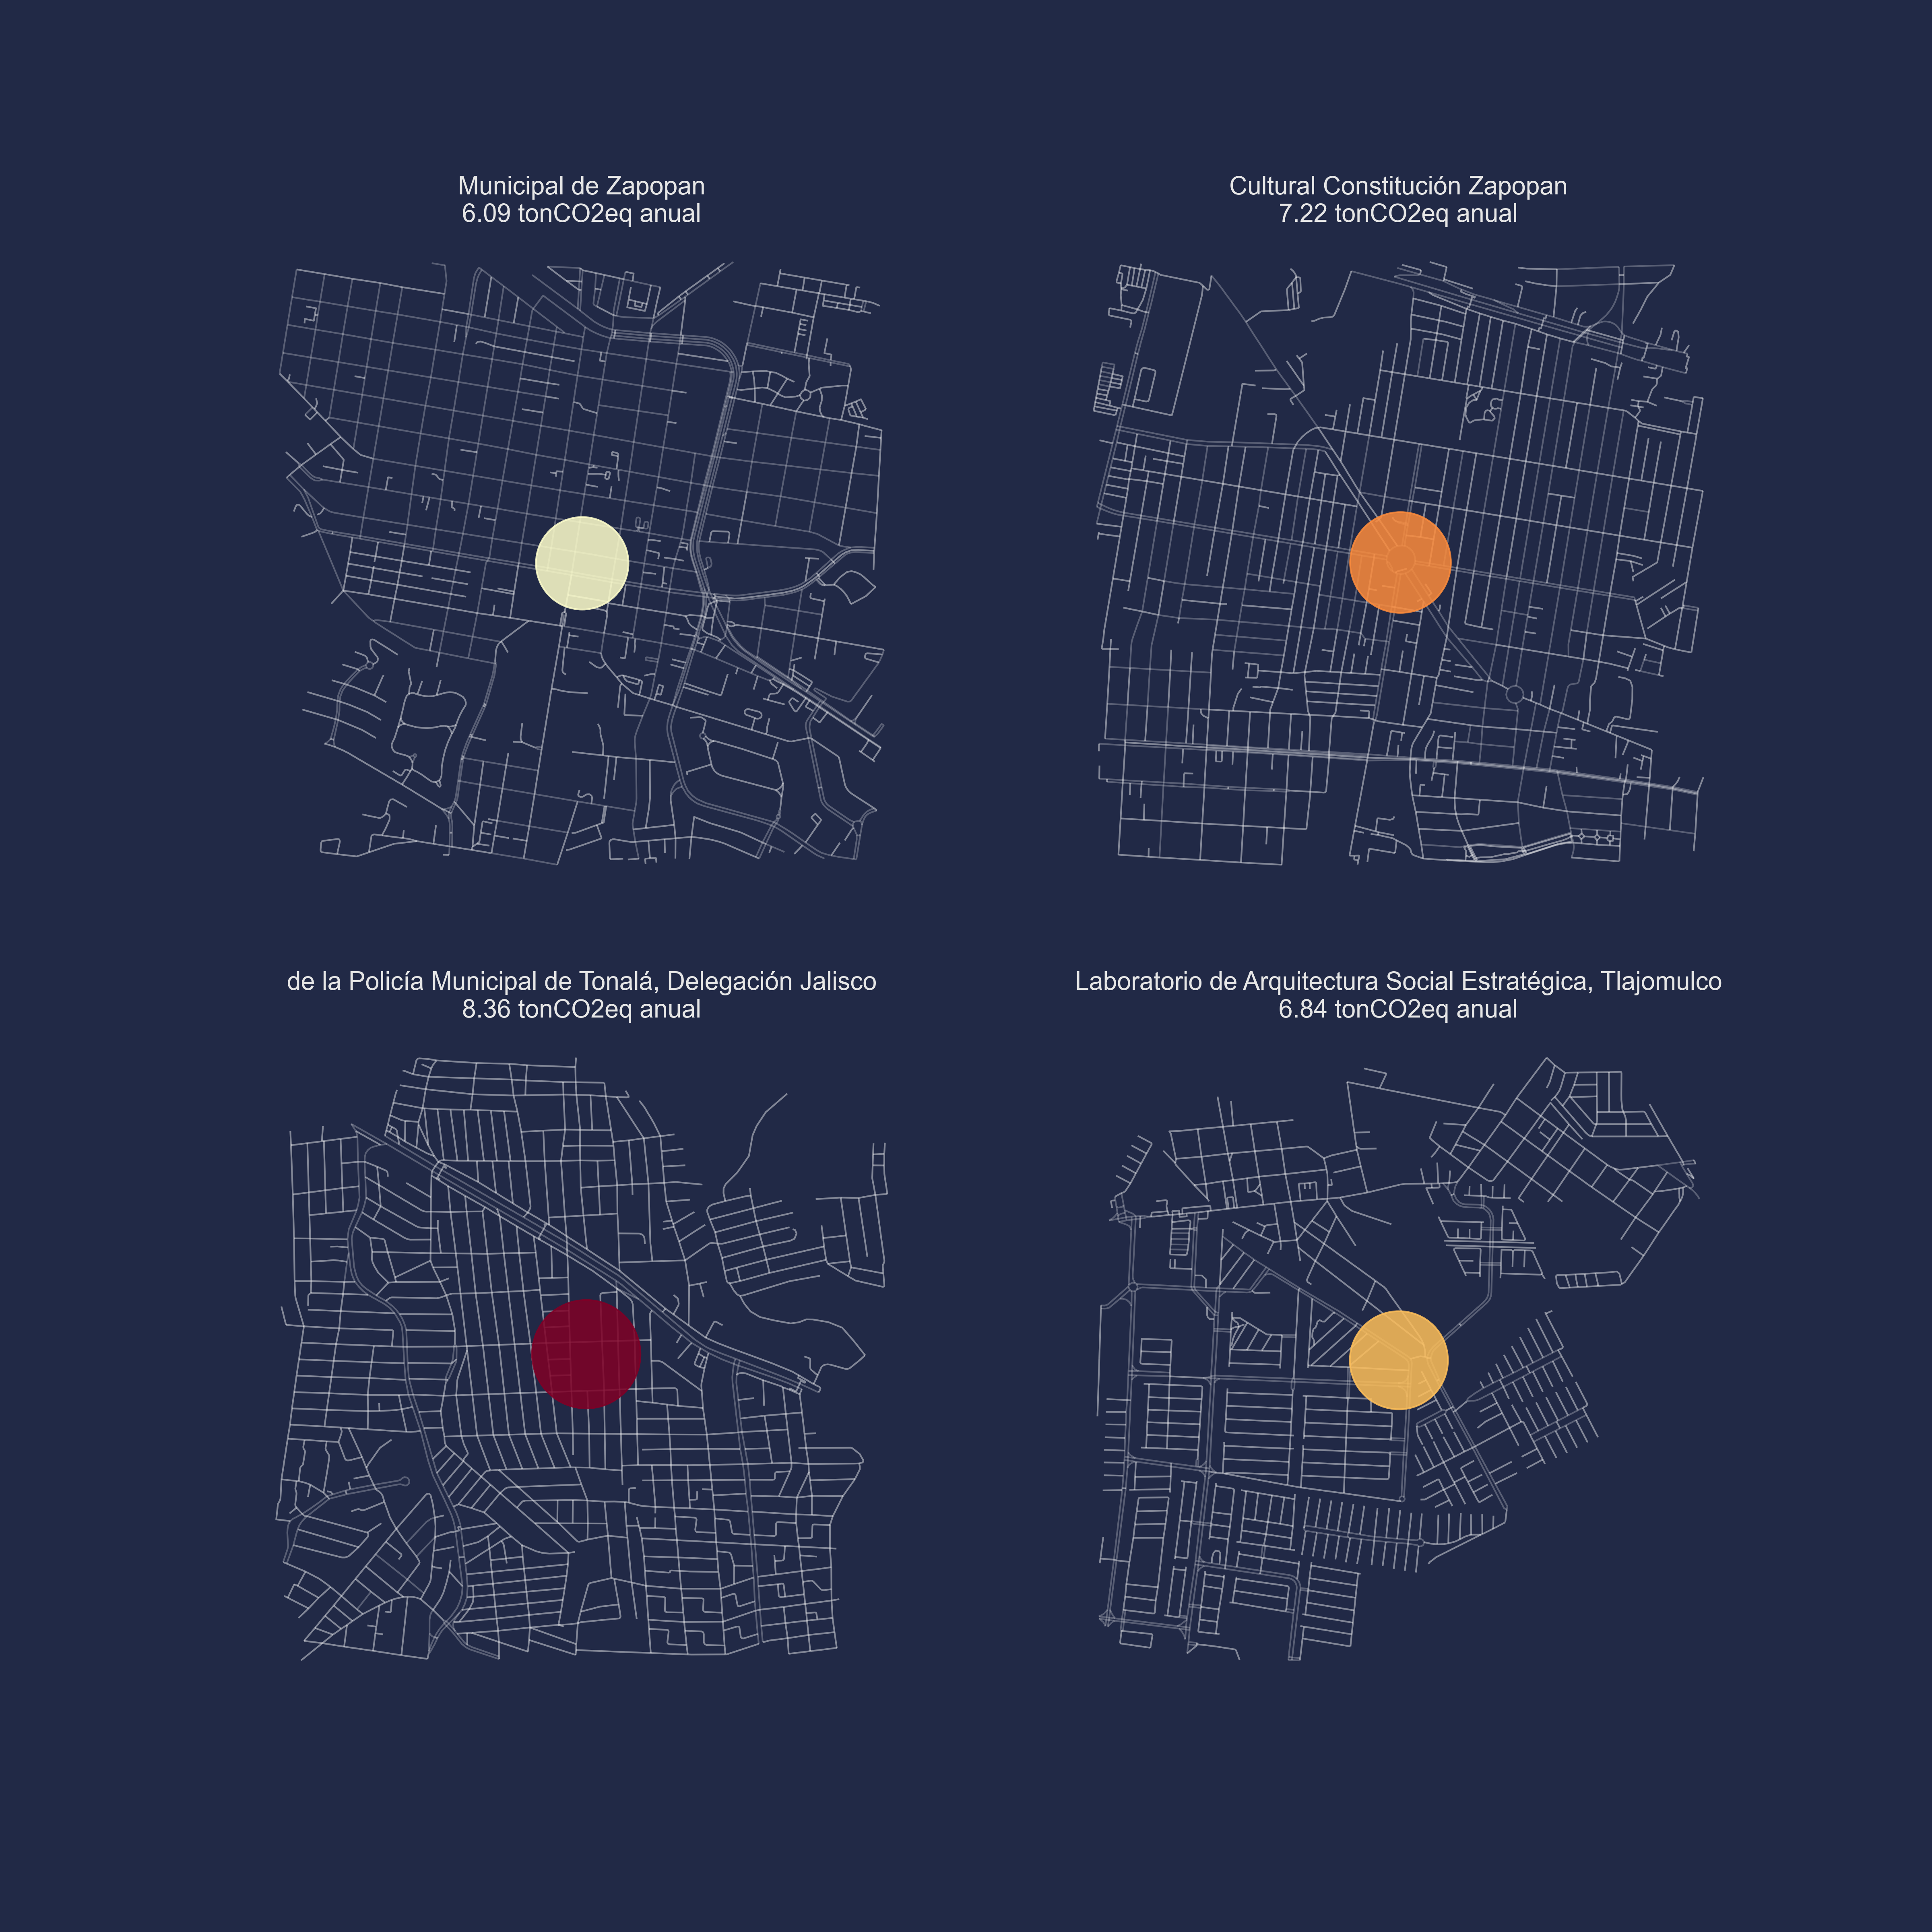 Municipal de Zapopan
6.09 tonCO2eq anual
Cultural Constitución Zapopan
7.22 tonCO2eq anual
de la Policía Municipal de Tonalá, Delegación Jalisco
8.36 tonCO2eq anual
Laboratorio de Arquitectura Social Estratégica, Tlajomulco
6.84 tonCO2eq anual